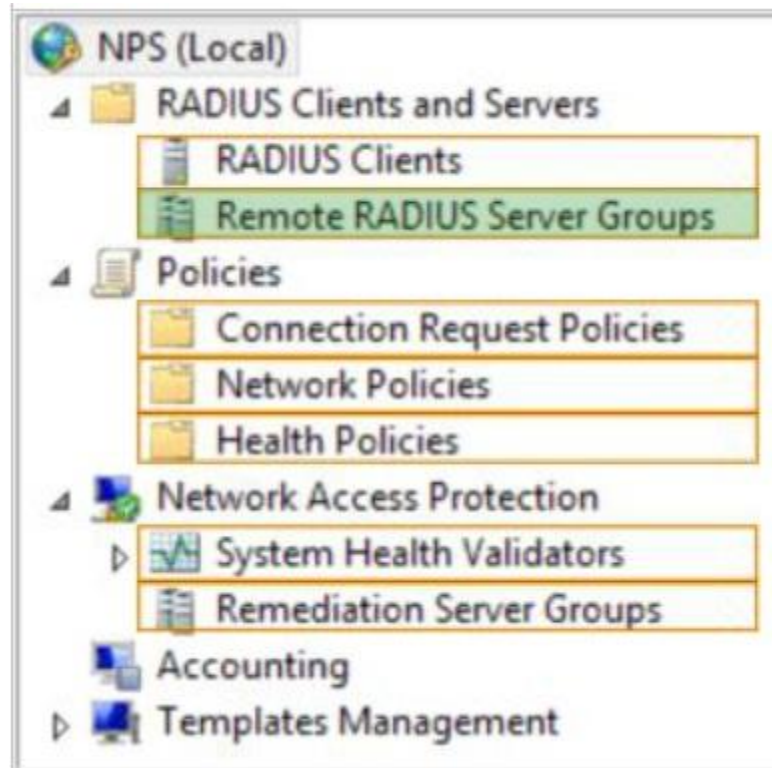 NPS (Local)
RADIUS Clients and Servers
RADIUS Clients
Remote RADIUS Server Groups
Policies
Connection Request Policies
Network Policies
Health Policies
Network Access Protection
System Health Validators
Remediation Server Groups
Accounting
Templates Management